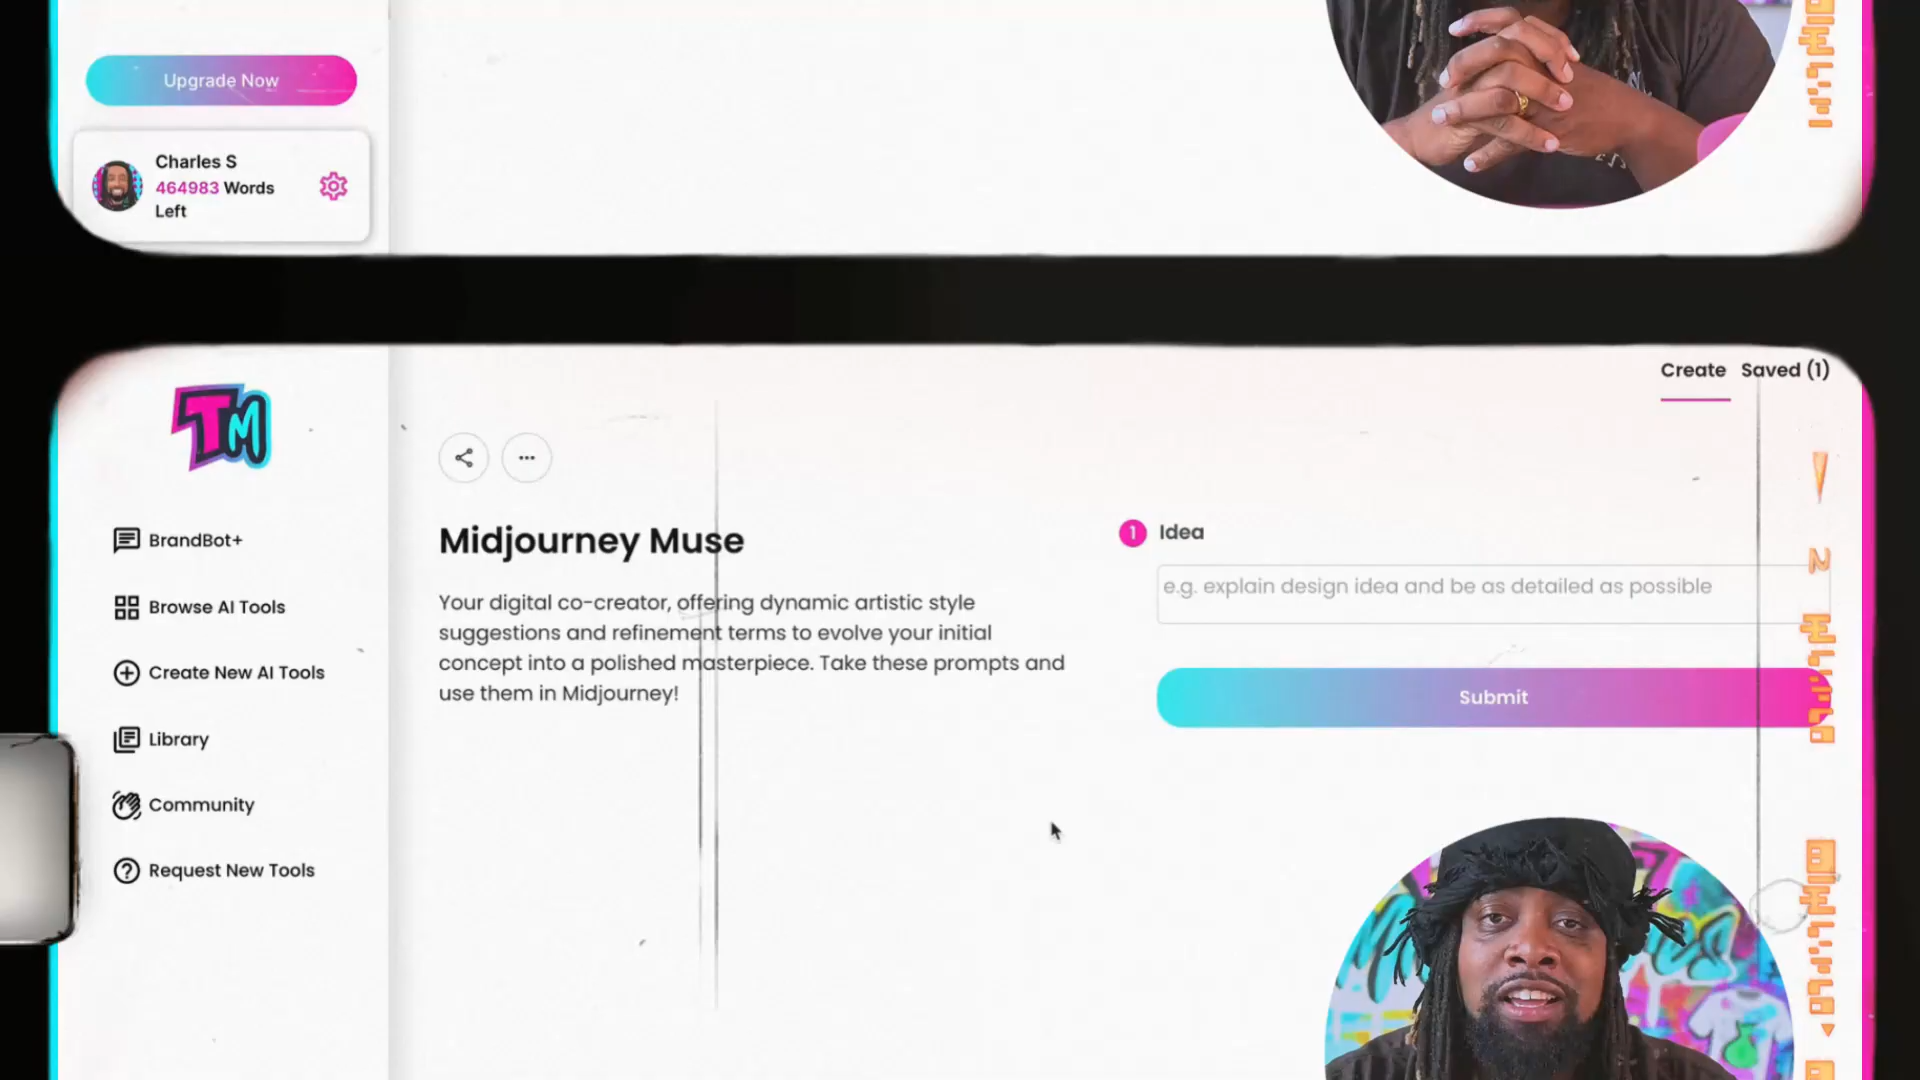 Upgrade Now
Charles S
464983 Words
Left
Create Saved (1)
TM
BrandBot+
Browse AI Tools
Create New AI Tools
Library
Community
Request New Tools
Midjourney Muse
Your digital co-creator, offering dynamic artistic style
suggestions and refinement terms to evolve your initial
concept into a polished masterpiece. Take these prompts and
use them in Midjourney!
1 Idea
e.g. explain design idea and be as detailed as possible
Submit